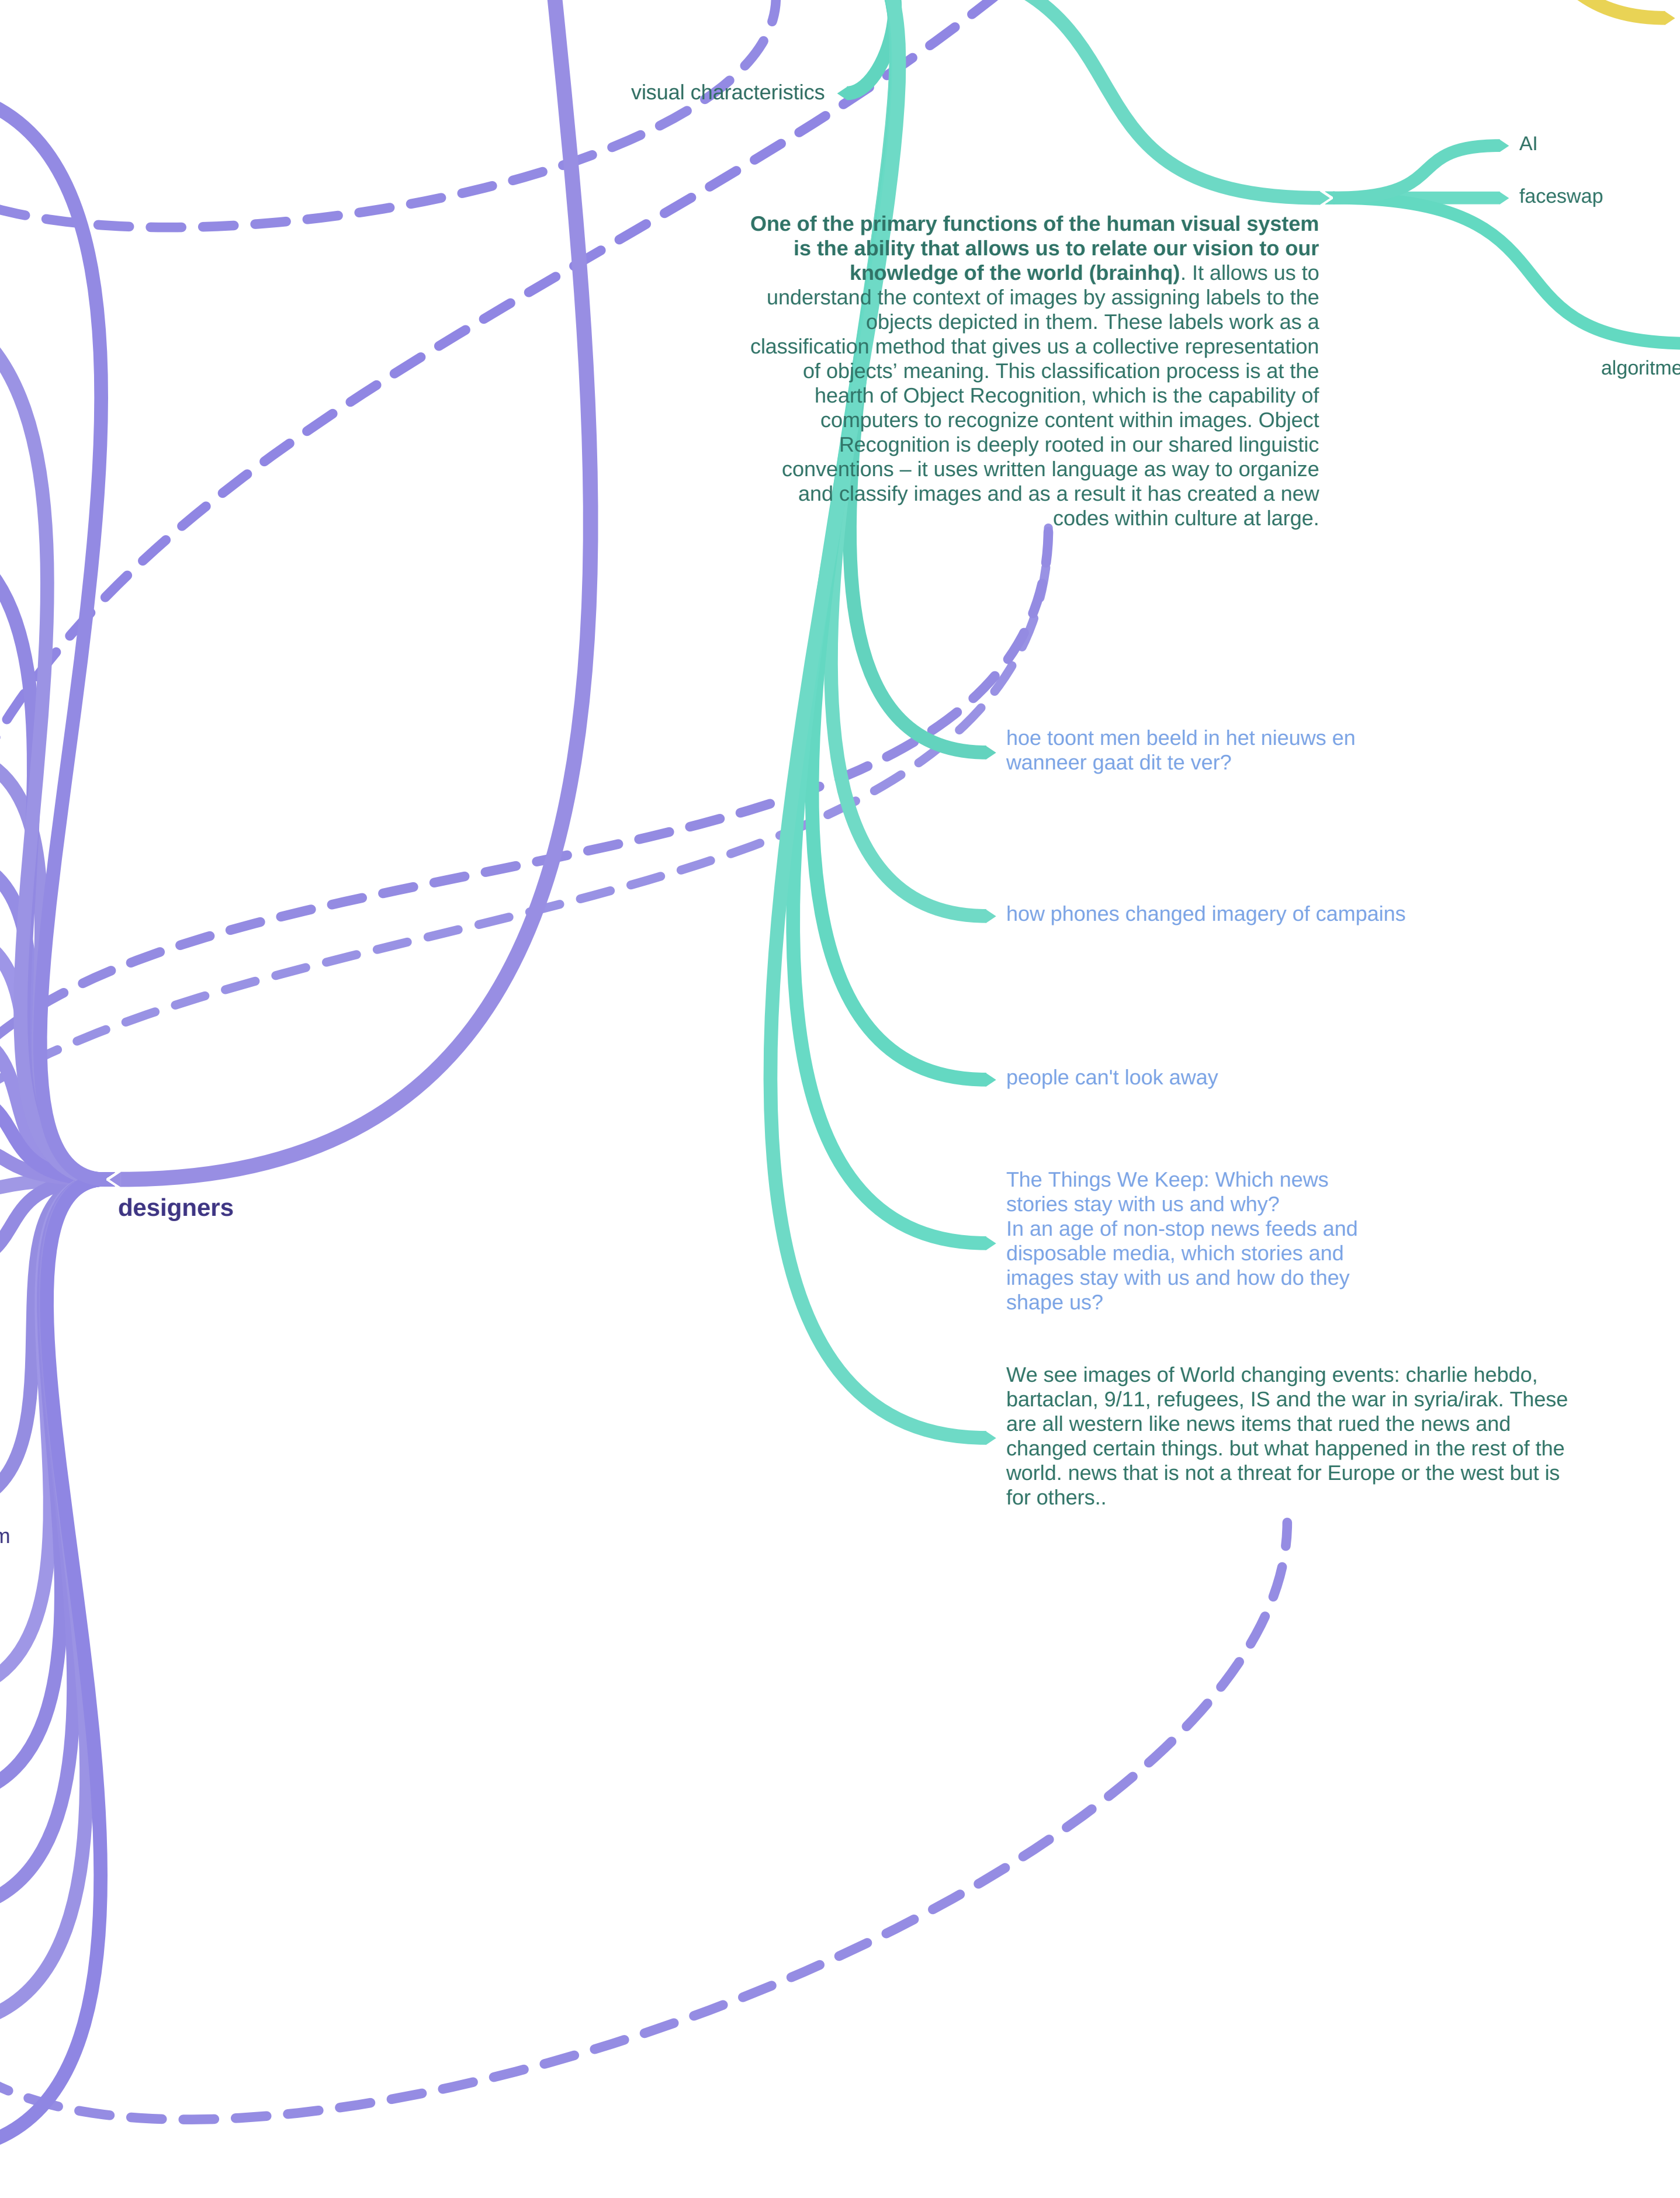 visual characteristics
AI
faceswap
One of the primary functions of the human visual system
is the ability that allows us to relate our vision to our
knowledge of the world (brainhq). It allows us to
understand the context of images by assigning labels to the
objects depicted in them. These labels work as a
classification method that gives us a collective representation
of objects’ meaning. This classification process is at the
hearth of Object Recognition, which is the capability of
computers to recognize content within images. Object
Recognition is deeply rooted in our shared linguistic
conventions – it uses written language as way to organize
and classify images and as a result it has created a new
codes within culture at large.
algoritme
hoe toont men beeld in het nieuws en
wanneer gaat dit te ver?
how phones changed imagery of campains
people can't look away
designers
The Things We Keep: Which news
stories stay with us and why?
In an age of non-stop news feeds and
disposable media, which stories and
images stay with us and how do they
shape us?
We see images of World changing events: charlie hebdo,
bartaclan, 9/11, refugees, IS and the war in syria/irak. These
are all western like news items that rued the news and
changed certain things. but what happened in the rest of the
world. news that is not a threat for Europe or the west but is
for others..
m